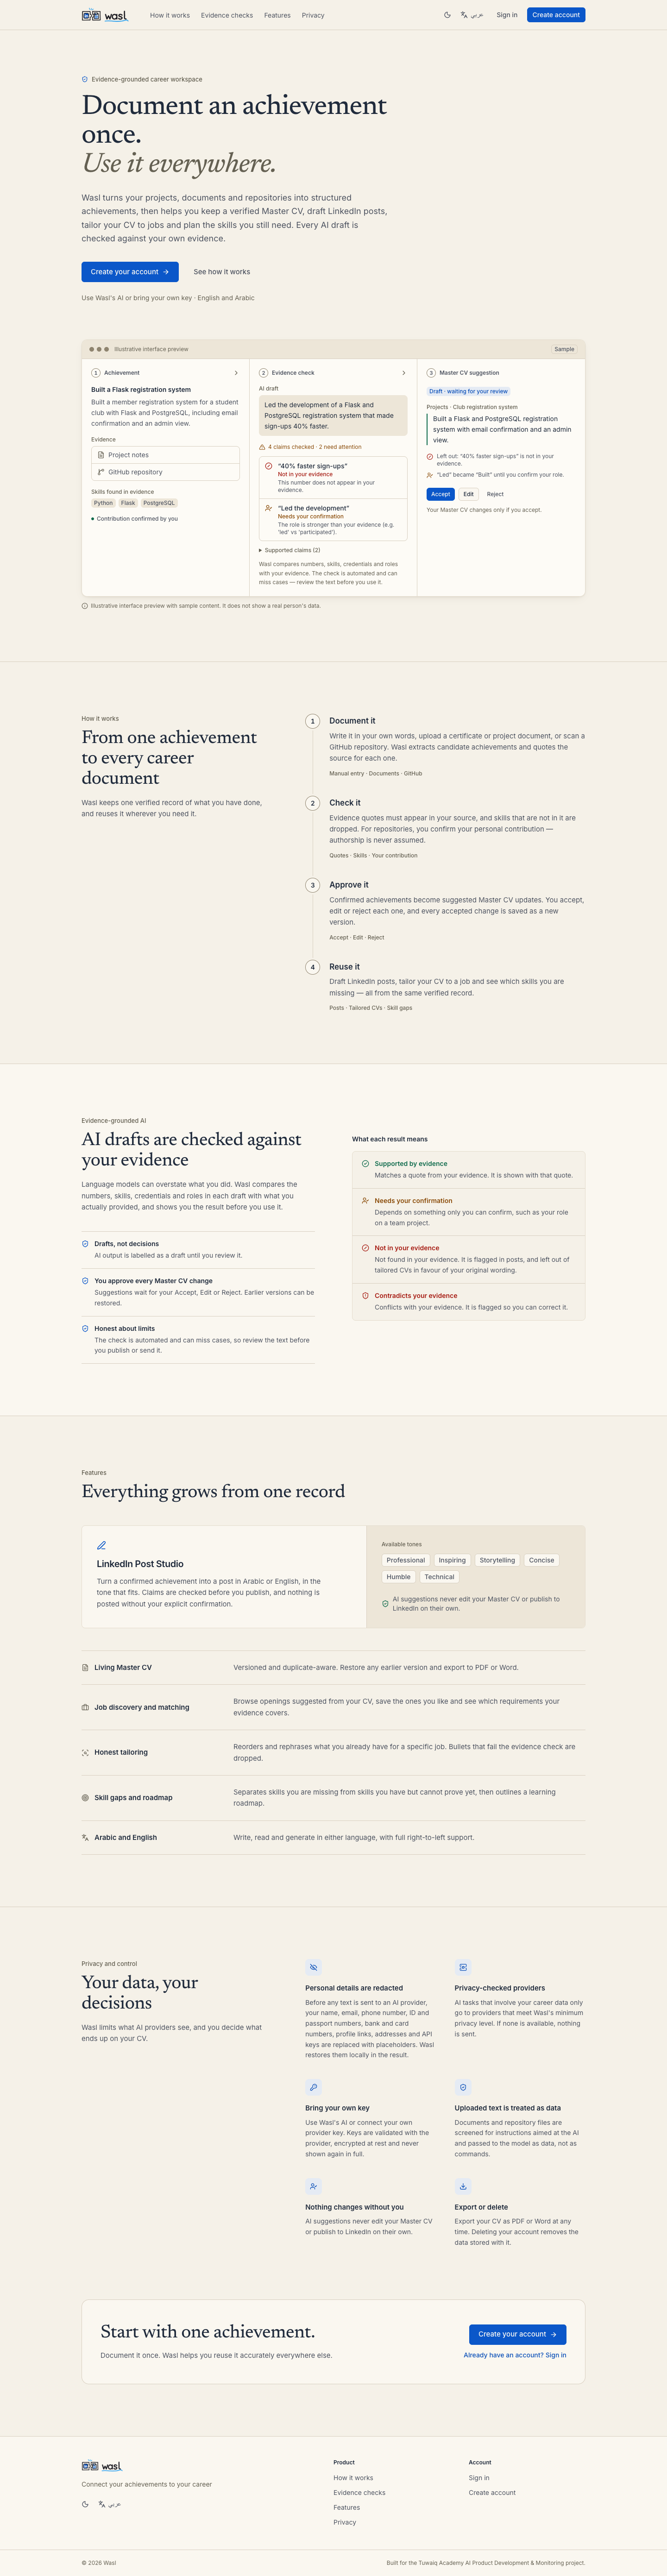 wasl
How it works
Evidence checks
Features
Privacy
عربي
Sign in
Create account
Evidence-grounded career workspace
Document an achievement
once.
Use it everywhere.
Wasl turns your projects, documents and repositories into structured
achievements, then helps you keep a verified Master CV, draft LinkedIn posts,
tailor your CV to jobs and plan the skills you still need. Every AI draft is
checked against your own evidence.
Create your account →
See how it works
Use Wasl's AI or bring your own key · English and Arabic
Illustrative interface preview
Sample
1 Achievement
Built a Flask registration system
Built a member registration system for a student
club with Flask and PostgreSQL, including email
confirmation and an admin view.
Evidence
Project notes
GitHub repository
Skills found in evidence
Python Flask PostgreSQL
Contribution confirmed by you
2 Evidence check
AI draft
Led the development of a Flask and
PostgreSQL registration system that made
sign-ups 40% faster.
4 claims checked · 2 need attention
“40% faster sign-ups”
Not in your evidence
This number does not appear in your
evidence.
“Led the development”
Needs your confirmation
The role is stronger than your evidence (e.g.
‘led’ vs ‘participated’).
Supported claims (2)
Wasl compares numbers, skills, credentials and roles
with your evidence. The check is automated and can
miss cases — review the text before you use it.
3 Master CV suggestion
Draft · waiting for your review
Projects · Club registration system
Built a Flask and PostgreSQL registration
system with email confirmation and an admin
view.
Left out: “40% faster sign-ups” is not in your
evidence.
“Led” became “Built” until you confirm your role.
Accept Edit Reject
Your Master CV changes only if you accept.
Illustrative interface preview with sample content. It does not show a real person's data.
How it works
From one achievement
to every career
document
Wasl keeps one verified record of what you have done,
and reuses it wherever you need it.
1 Document it
Write it in your own words, upload a certificate or project document, or scan a
GitHub repository. Wasl extracts candidate achievements and quotes the
source for each one.
Manual entry · Documents · GitHub
2 Check it
Evidence quotes must appear in your source, and skills that are not in it are
dropped. For repositories, you confirm your personal contribution —
authorship is never assumed.
Quotes · Skills · Your contribution
3 Approve it
Confirmed achievements become suggested Master CV updates. You accept,
edit or reject each one, and every accepted change is saved as a new
version.
Accept · Edit · Reject
4 Reuse it
Draft LinkedIn posts, tailor your CV to a job and see which skills you are
missing — all from the same verified record.
Posts · Tailored CVs · Skill gaps
Evidence-grounded AI
AI drafts are checked against
your evidence
Language models can overstate what you did. Wasl compares the
numbers, skills, credentials and roles in each draft with what you
actually provided, and shows you the result before you use it.
Drafts, not decisions
AI output is labelled as a draft until you review it.
You approve every Master CV change
Suggestions wait for your Accept, Edit or Reject. Earlier versions can be
restored.
Honest about limits
The check is automated and can miss cases, so review the text before
you publish or send it.
What each result means
Supported by evidence
Matches a quote from your evidence. It is shown with that quote.
Needs your confirmation
Depends on something only you can confirm, such as your role
on a team project.
Not in your evidence
Not found in your evidence. It is flagged in posts, and left out of
tailored CVs in favour of your original wording.
Contradicts your evidence
Conflicts with your evidence. It is flagged so you can correct it.
Features
Everything grows from one record
LinkedIn Post Studio
Turn a confirmed achievement into a post in Arabic or English, in the
tone that fits. Claims are checked before you publish, and nothing is
posted without your explicit confirmation.
Available tones
Professional Inspiring Storytelling Concise
Humble Technical
AI suggestions never edit your Master CV or publish to
LinkedIn on their own.
Living Master CV
Versioned and duplicate-aware. Restore any earlier version and export to PDF or Word.
Job discovery and matching
Browse openings suggested from your CV, save the ones you like and see which requirements your
evidence covers.
Honest tailoring
Reorders and rephrases what you already have for a specific job. Bullets that fail the evidence check are
dropped.
Skill gaps and roadmap
Separates skills you are missing from skills you have but cannot prove yet, then outlines a learning
roadmap.
Arabic and English
Write, read and generate in either language, with full right-to-left support.
Privacy and control
Your data, your
decisions
Wasl limits what AI providers see, and you decide what
ends up on your CV.
Personal details are redacted
Before any text is sent to an AI provider,
your name, email, phone number, ID and
passport numbers, bank and card
numbers, profile links, addresses and API
keys are replaced with placeholders. Wasl
restores them locally in the result.
Privacy-checked providers
AI tasks that involve your career data only
go to providers that meet Wasl's minimum
privacy level. If none is available, nothing
is sent.
Bring your own key
Use Wasl's AI or connect your own
provider key. Keys are validated with the
provider, encrypted at rest and never
shown again in full.
Uploaded text is treated as data
Documents and repository files are
screened for instructions aimed at the AI
and passed to the model as data, not as
commands.
Nothing changes without you
AI suggestions never edit your Master CV
or publish to LinkedIn on their own.
Export or delete
Export your CV as PDF or Word at any
time. Deleting your account removes the
data stored with it.
Start with one achievement.
Document it once. Wasl helps you reuse it accurately everywhere else.
Create your account →
Already have an account? Sign in
wasl
Connect your achievements to your career
عربي
Product
How it works
Evidence checks
Features
Privacy
Account
Sign in
Create account
© 2026 Wasl
Built for the Tuwaiq Academy AI Product Development & Monitoring project.